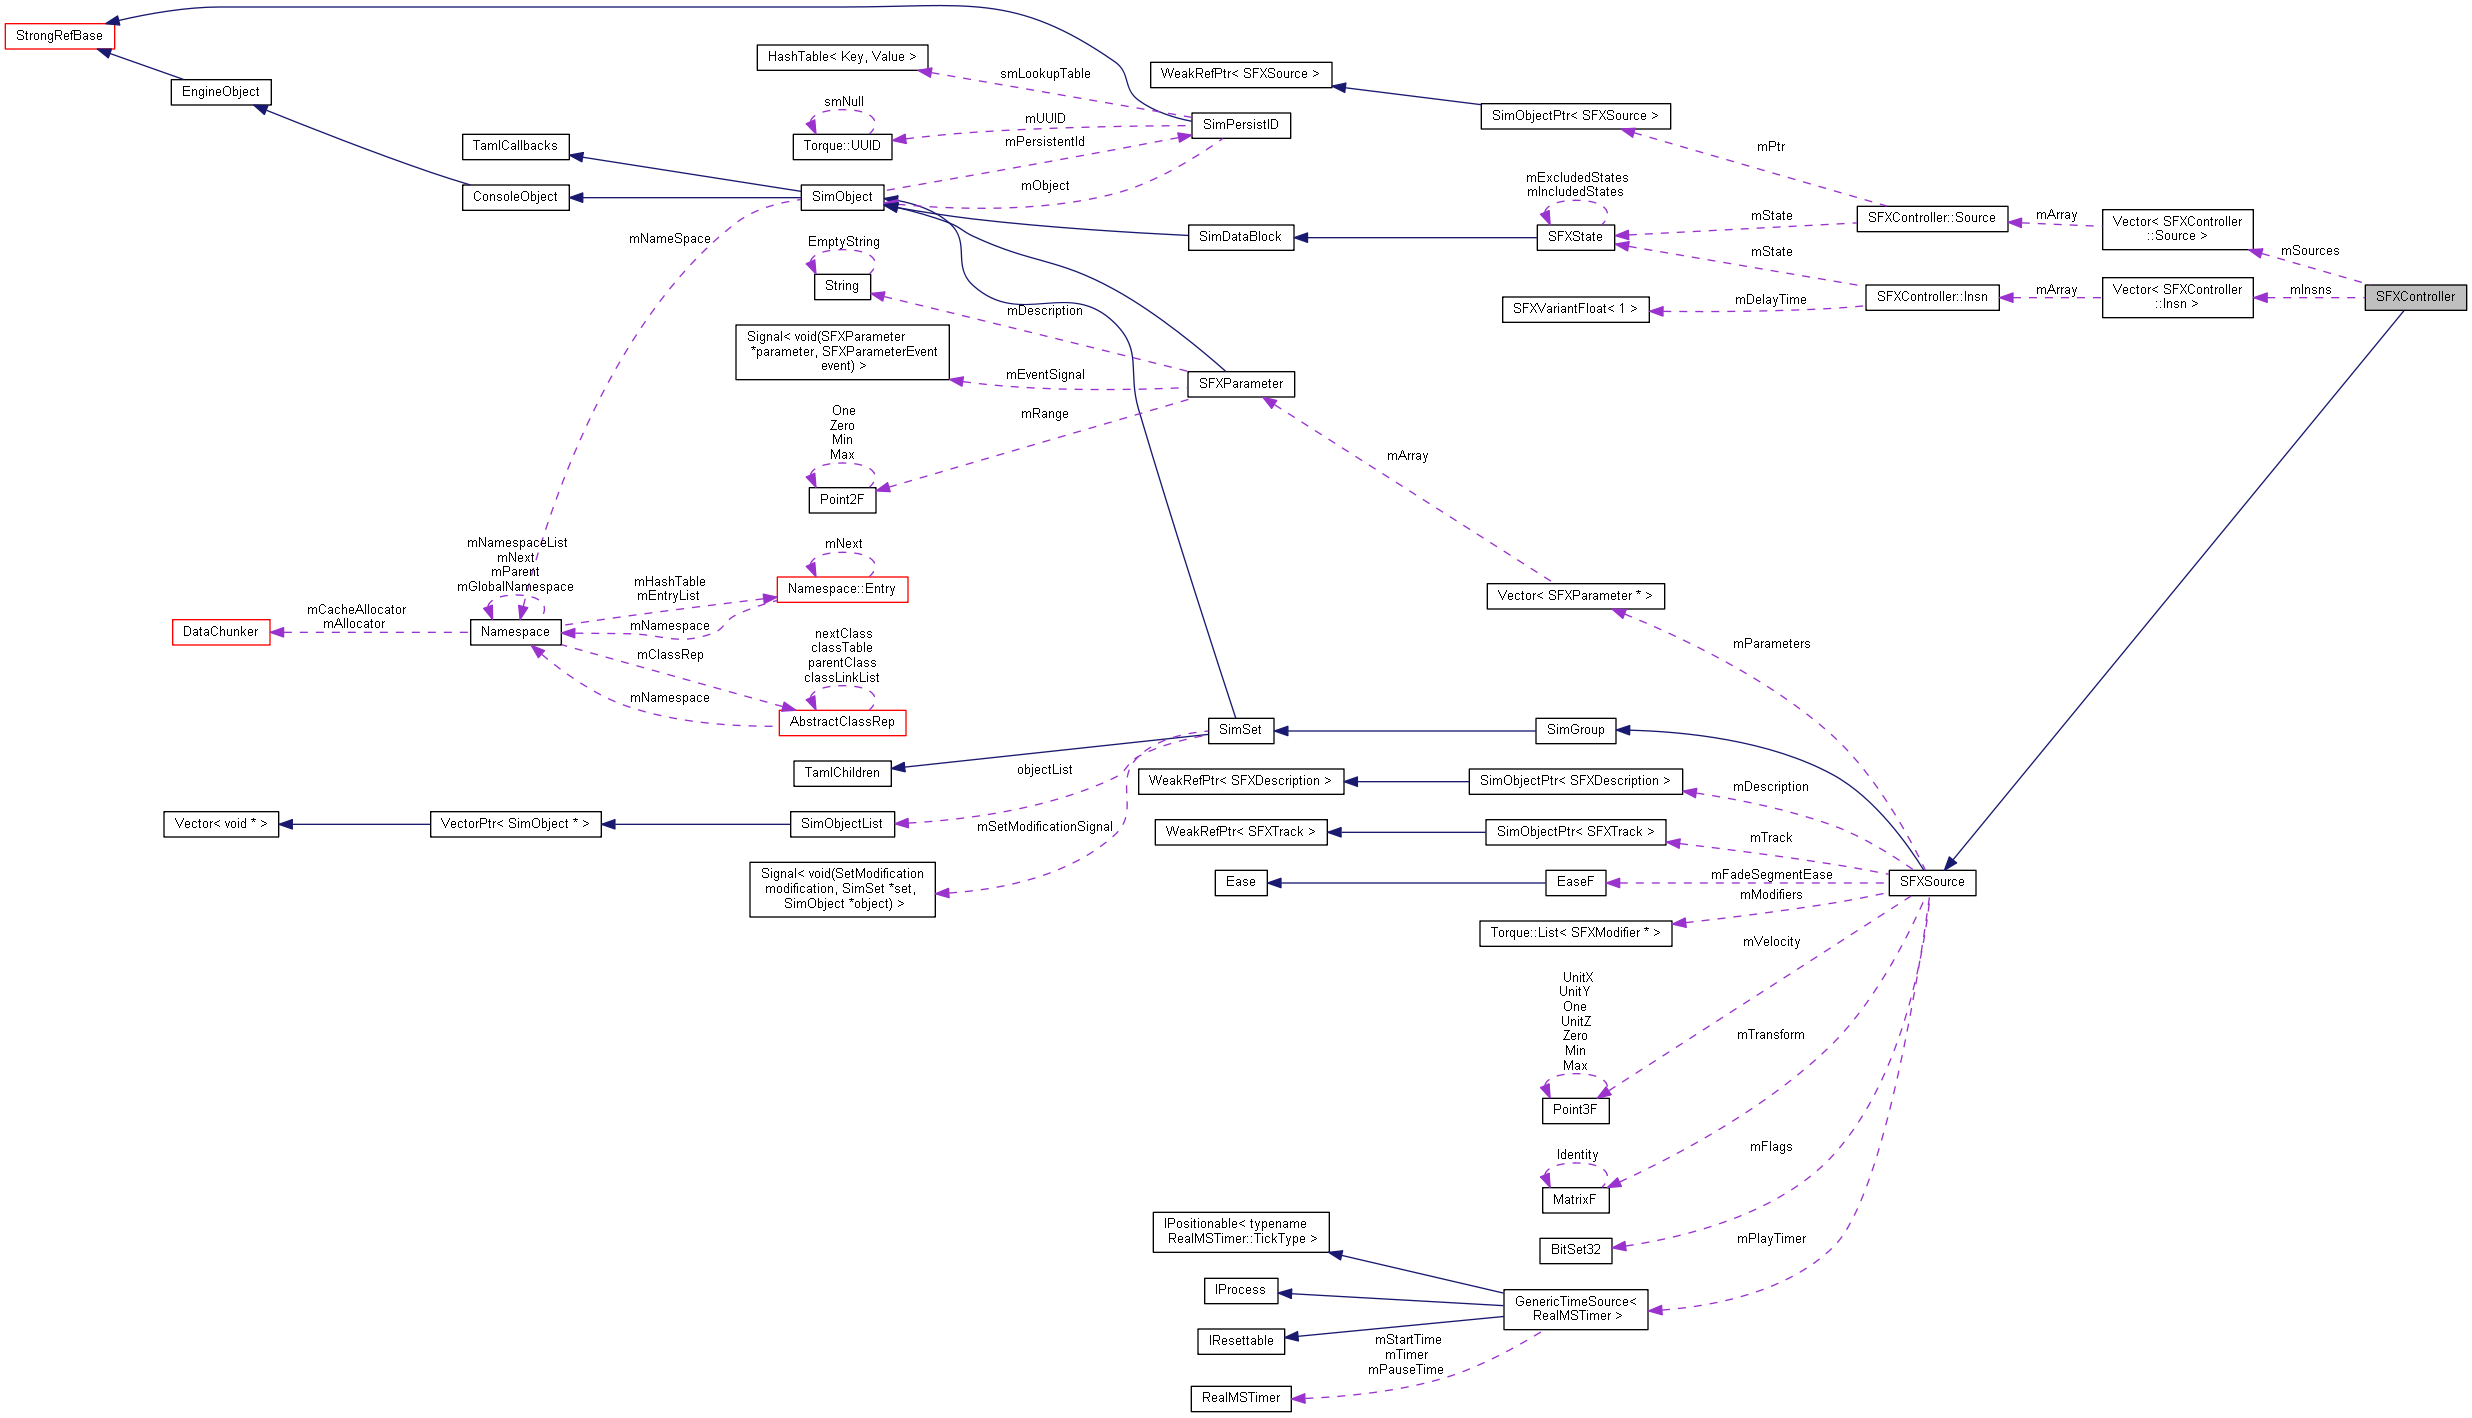 StrongRefBase
HashTable< Key, Value >
smLookupTable
WeakRefPtr< SFXSource >
EngineObject
smNull
SimObjectPtr< SFXSource >
mUUID
SimPersistID
TamlCallbacks
Torque::UUID
mPersistentId
mPtr
mExcludedStates
mIncludedStates
mObject
ConsoleObject
SimObject
mState
SFXController::Source
mArray
Vector< SFXController
::Source >
mNameSpace
EmptyString
SimDataBlock
SFXState
mState
mSources
String
mDescription
SFXVariantFloat< 1 >
mDelayTime
SFXController::Insn
mArray
Vector< SFXController
::Insn >
mInsns
SFXController
Signal< void(SFXParameter
*parameter, SFXParameterEvent
event) >
mEventSignal
SFXParameter
One
Zero
Min
Max
mRange
mArray
Point2F
mNamespaceList
mNext
mParent
mGlobalNamespace
mNext
mHashTable
mEntryList
Namespace::Entry
Vector< SFXParameter * >
mCacheAllocator
mAllocator
DataChunker
Namespace
mNamespace
nextClass
classTable
parentClass
classLinkList
mClassRep
mParameters
mNamespace
AbstractClassRep
SimSet
SimGroup
TamlChildren
objectList
WeakRefPtr< SFXDescription >
SimObjectPtr< SFXDescription >
mDescription
Vector< void * >
VectorPtr< SimObject * >
SimObjectList
mSetModificationSignal
WeakRefPtr< SFXTrack >
SimObjectPtr< SFXTrack >
mTrack
Signal< void(SetModification
modification, SimSet *set,
SimObject *object) >
Ease
EaseF
mFadeSegmentEase
SFXSource
mModifiers
Torque::List< SFXModifier * >
mVelocity
UnitX
UnitY
One
UnitZ
Zero
Min
Max
mTransform
Point3F
Identity
mFlags
MatrixF
IPositionable< typename
RealMSTimer::TickType >
BitSet32
mPlayTimer
IProcess
GenericTimeSource<
RealMSTimer >
IResettable
mStartTime
mTimer
mPauseTime
RealMSTimer